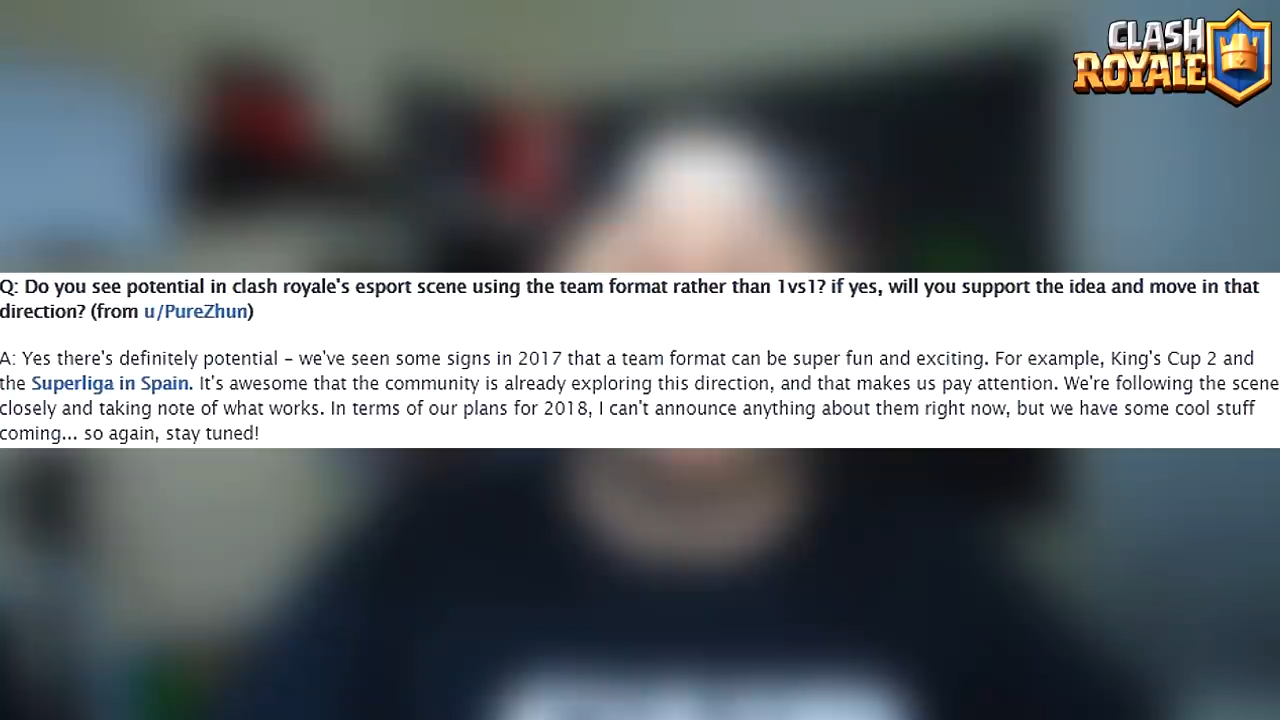 CLASH
ROYALE
Q: Do you see potential in clash royale's esport scene using the team format rather than 1vs1? if yes, will you support the idea and move in that
direction? (from u/PureZhun)
A: Yes there's definitely potential – we've seen some signs in 2017 that a team format can be super fun and exciting. For example, King's Cup 2 and
the Superliga in Spain. It's awesome that the community is already exploring this direction, and that makes us pay attention. We're following the scene
closely and taking note of what works. In terms of our plans for 2018, I can't announce anything about them right now, but we have some cool stuff
coming... so again, stay tuned!